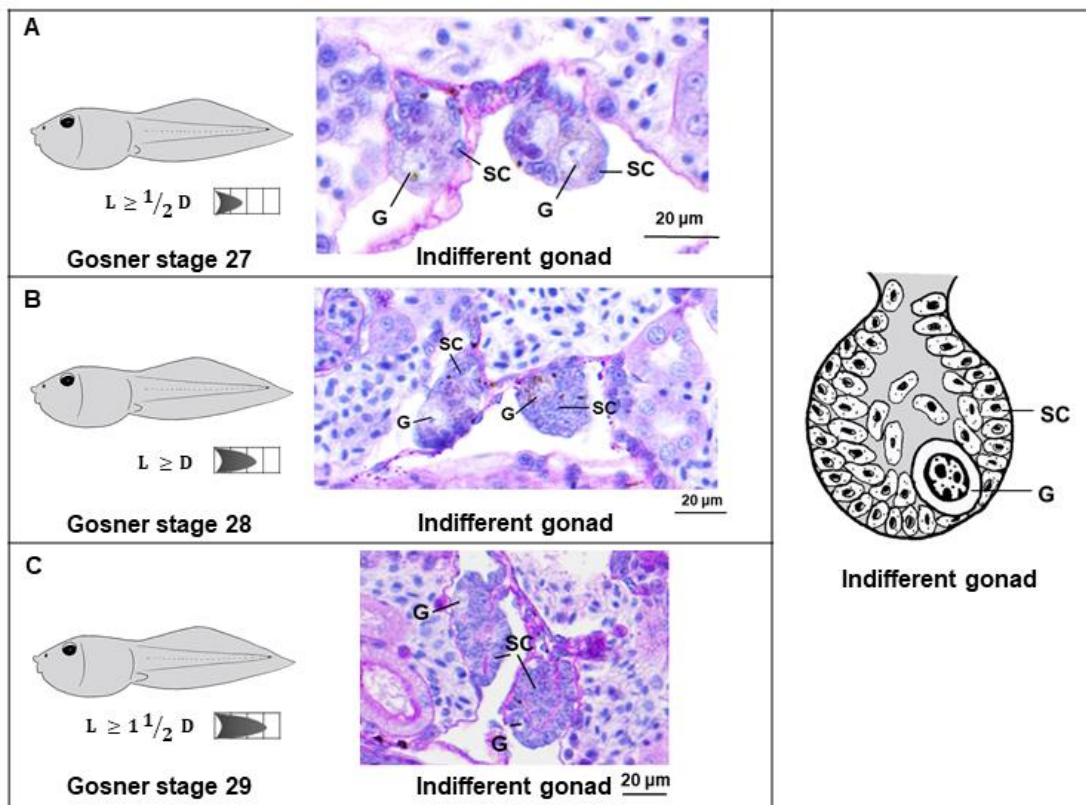 A
SC
SC
G
G
20 µm
L ≥ 1/2 D
Gosner stage 27
Indifferent gonad
B
SC
G
G
SC
L ≥ D
20 µm
Gosner stage 28
Indifferent gonad
C
G
SC
G
L ≥ 1 1/2 D
Gosner stage 29
Indifferent gonad
20 µm
SC
G
Indifferent gonad